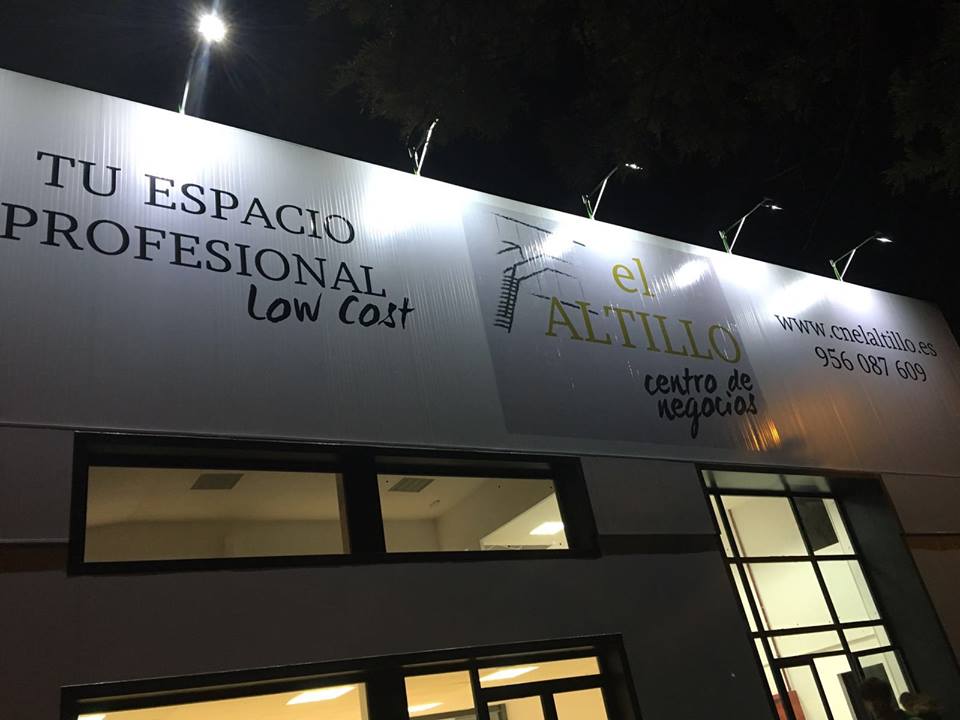 TU ESPACIO
PROFESIONAL
Low Cost
el
ALTILLO
centro de
negocios
www.cnelaltillo.es
956 087 609